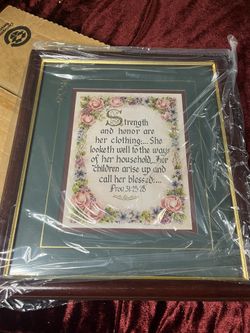 Strength
and honor are
her clothing.... She
looketh well to the ways
of her household...her
children arise up and
call her blessed;...
Prov. 31:25-28